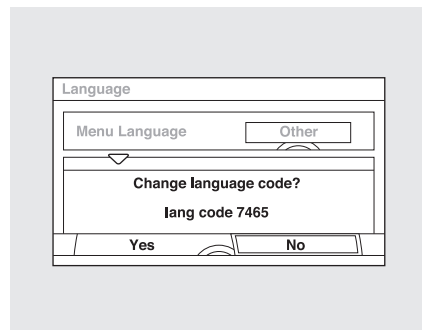 Language
Menu Language Other
Change language code?
lang code 7465
Yes No